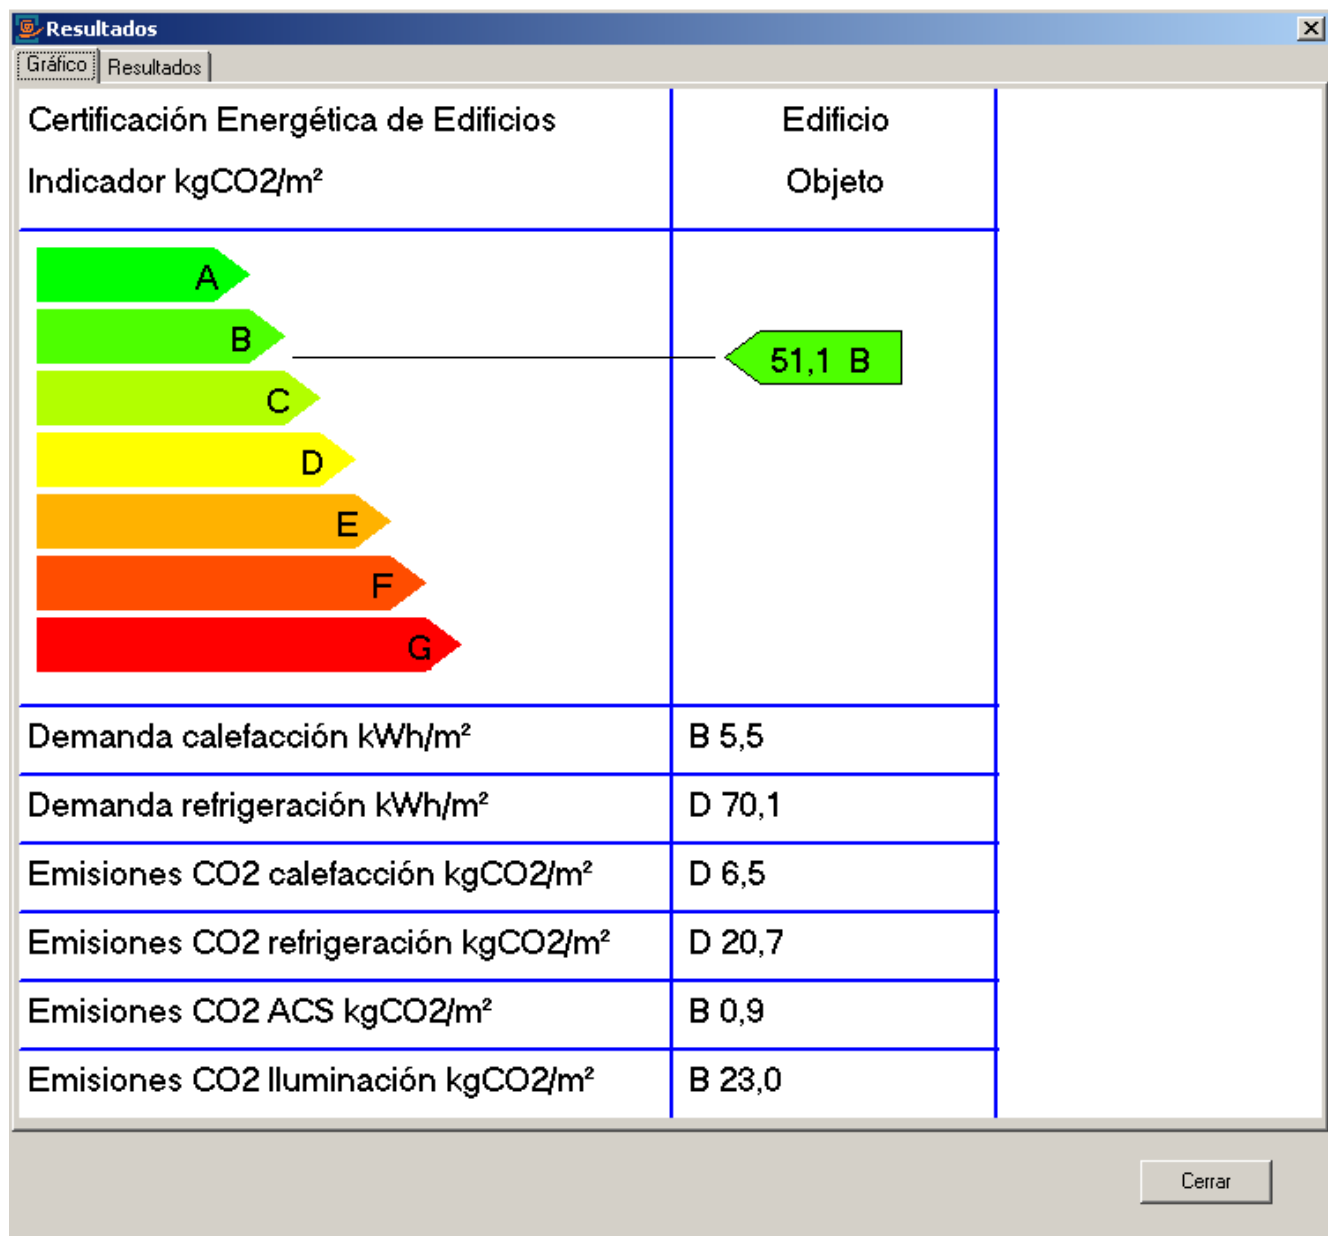 Resultados
Gráfico Resultados
Certificación Energética de Edificios
Indicador kgCO2/m²
Edificio
Objeto
A
B
C
D
E
F
G
51,1 B
Demanda calefacción kWh/m² B 5,5
Demanda refrigeración kWh/m² D 70,1
Emisiones CO2 calefacción kgCO2/m² D 6,5
Emisiones CO2 refrigeración kgCO2/m² D 20,7
Emisiones CO2 ACS kgCO2/m² B 0,9
Emisiones CO2 Iluminación kgCO2/m² B 23,0
Cerrar